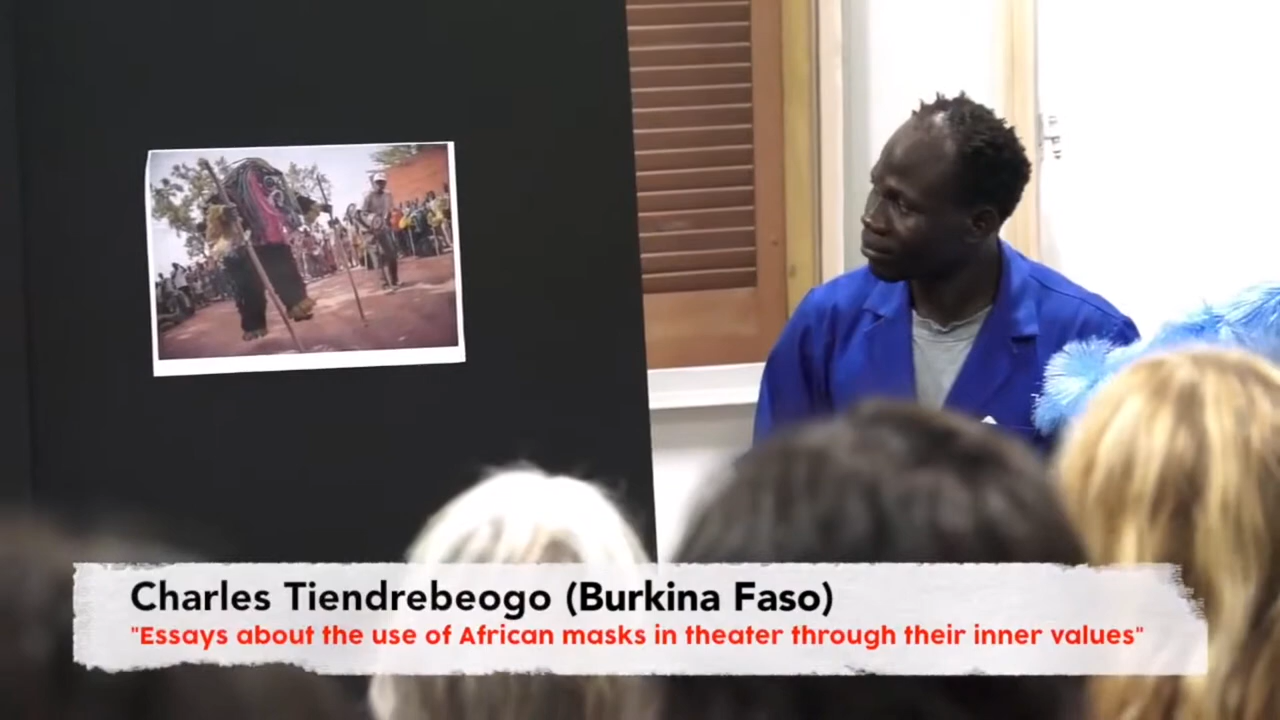 Charles Tiendrebeogo (Burkina Faso)
"Essays about the use of African masks in theater through their inner values"